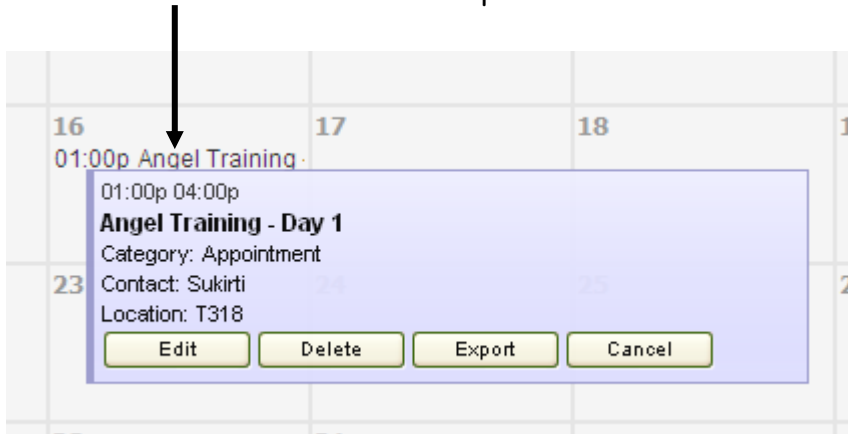 16 17 18
01:00p Angel Training
01:00p 04:00p
Angel Training - Day 1
Category: Appointment
23 Contact: Sukirti 24 25
Location: T318
Edit Delete Export Cancel